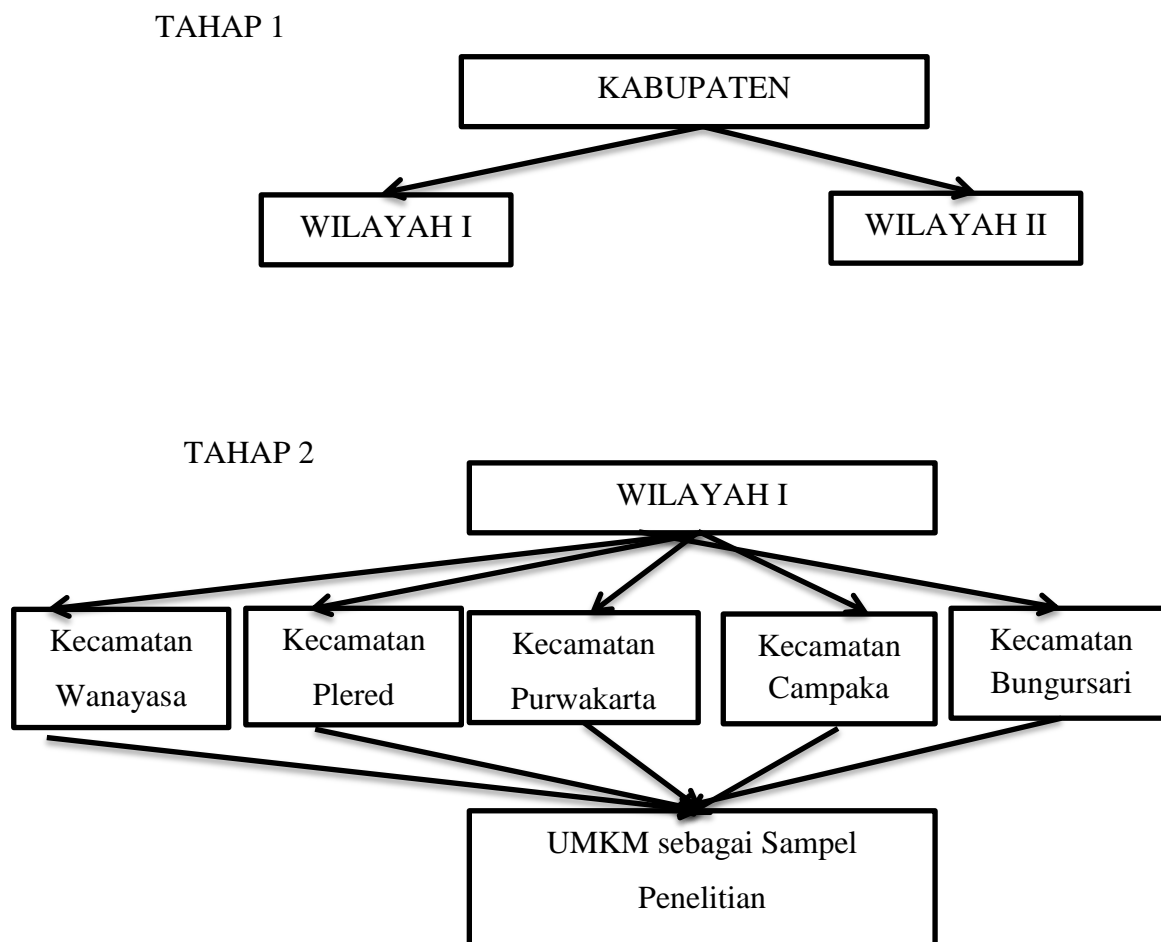 TAHAP 1
KABUPATEN
WILAYAH I
WILAYAH II
TAHAP 2
WILAYAH I
Kecamatan
Wanayasa
Kecamatan
Plered
Kecamatan
Purwakarta
Kecamatan
Campaka
Kecamatan
Bungursari
UMKM sebagai Sampel
Penelitian